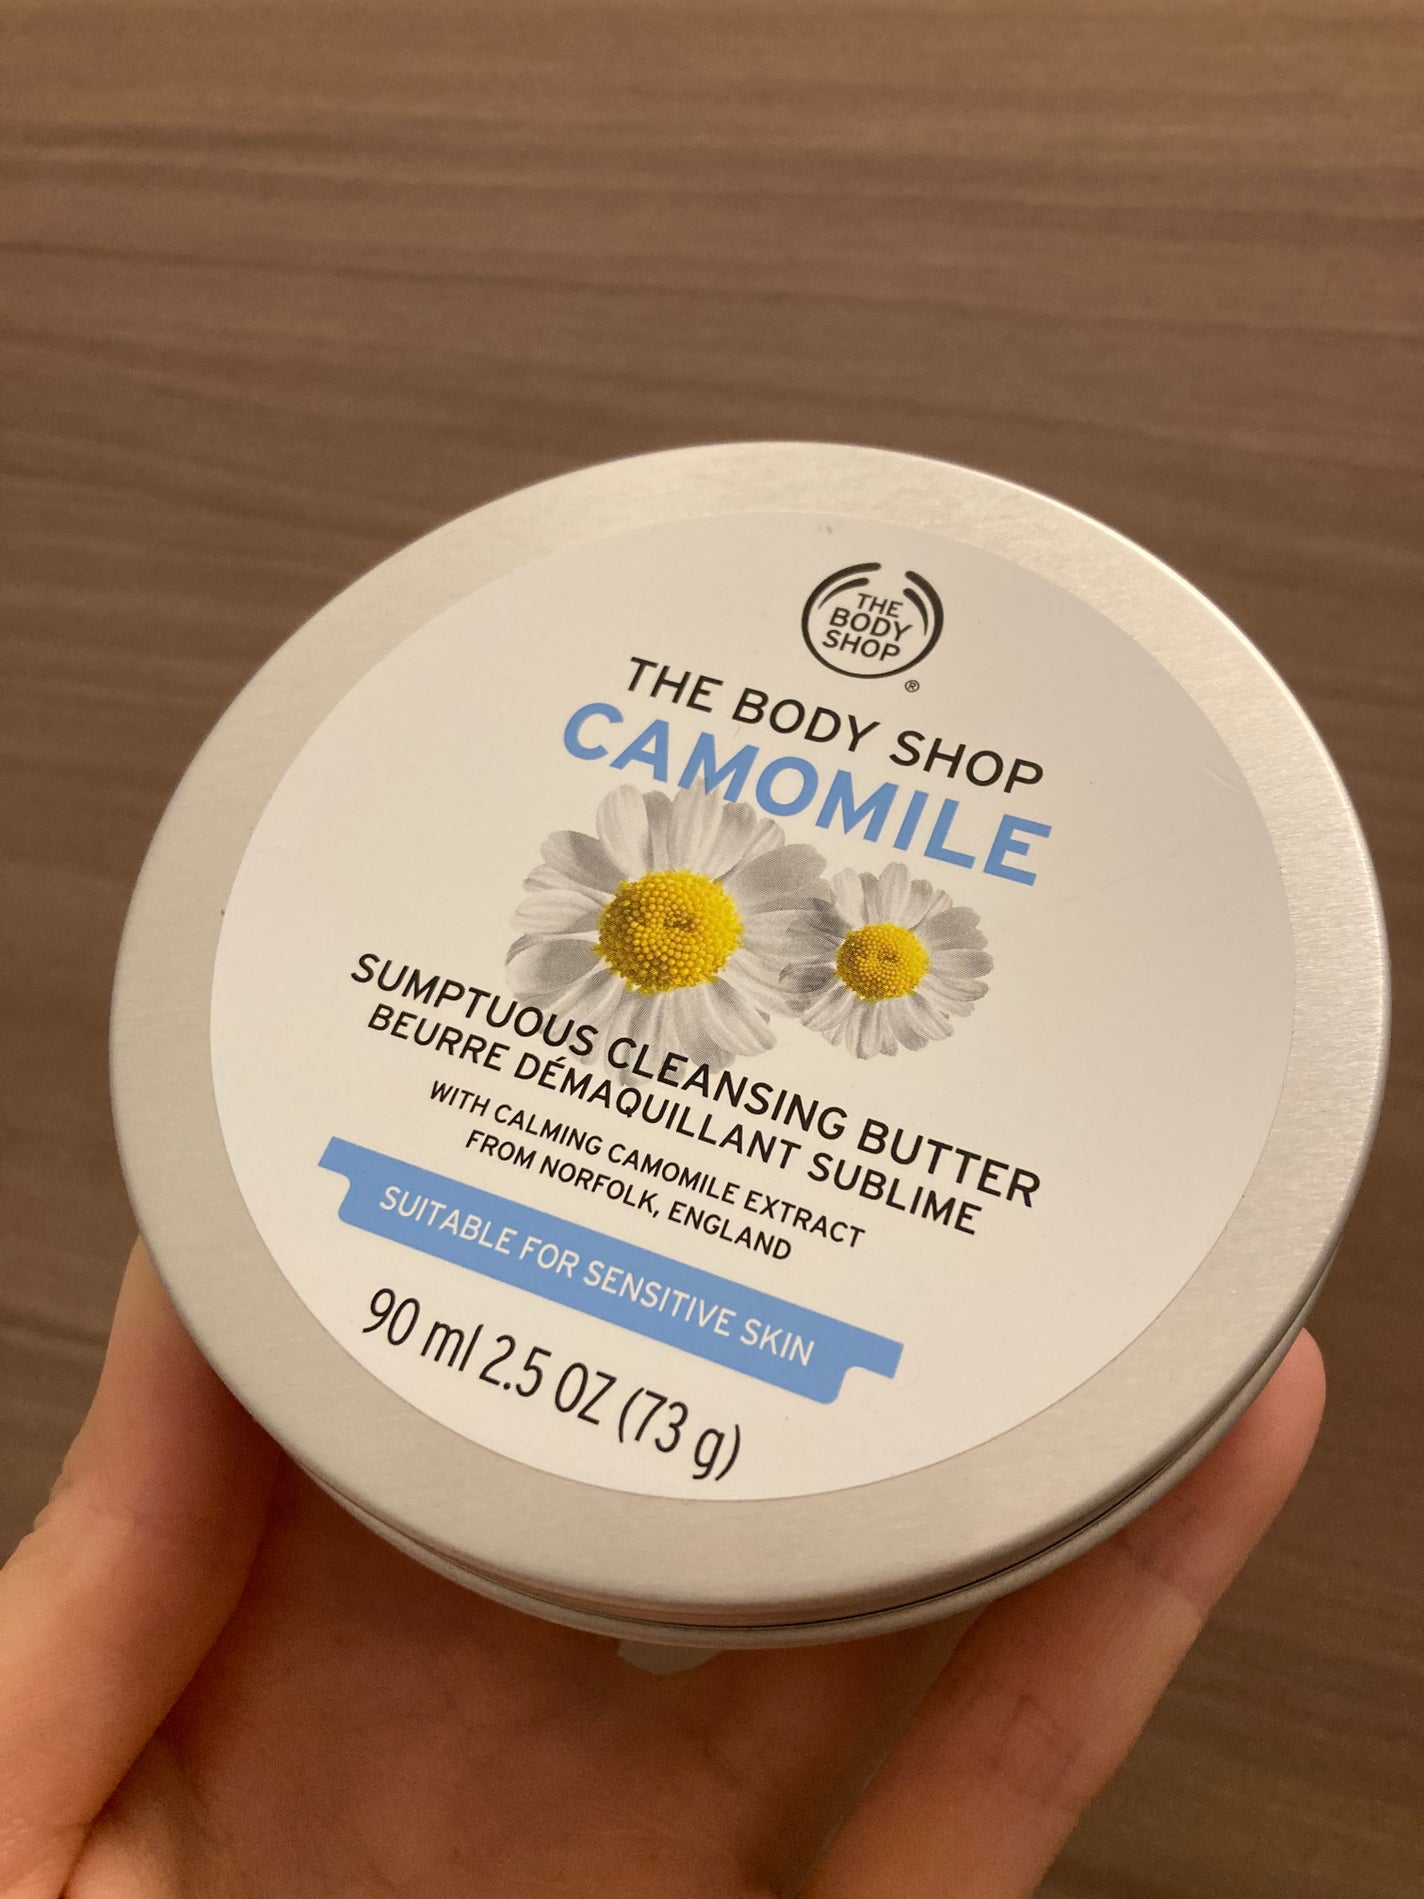 THE
BODY
SHOP
®
THE BODY SHOP
CAMOMILE
SUMPTUOUS CLEANSING BUTTER
BEURRE DÉMAQUILLANT SUBLIME
WITH CALMING CAMOMILE EXTRACT
FROM NORFOLK, ENGLAND
SUITABLE FOR SENSITIVE SKIN
90 ml 2.5 OZ (73 g)